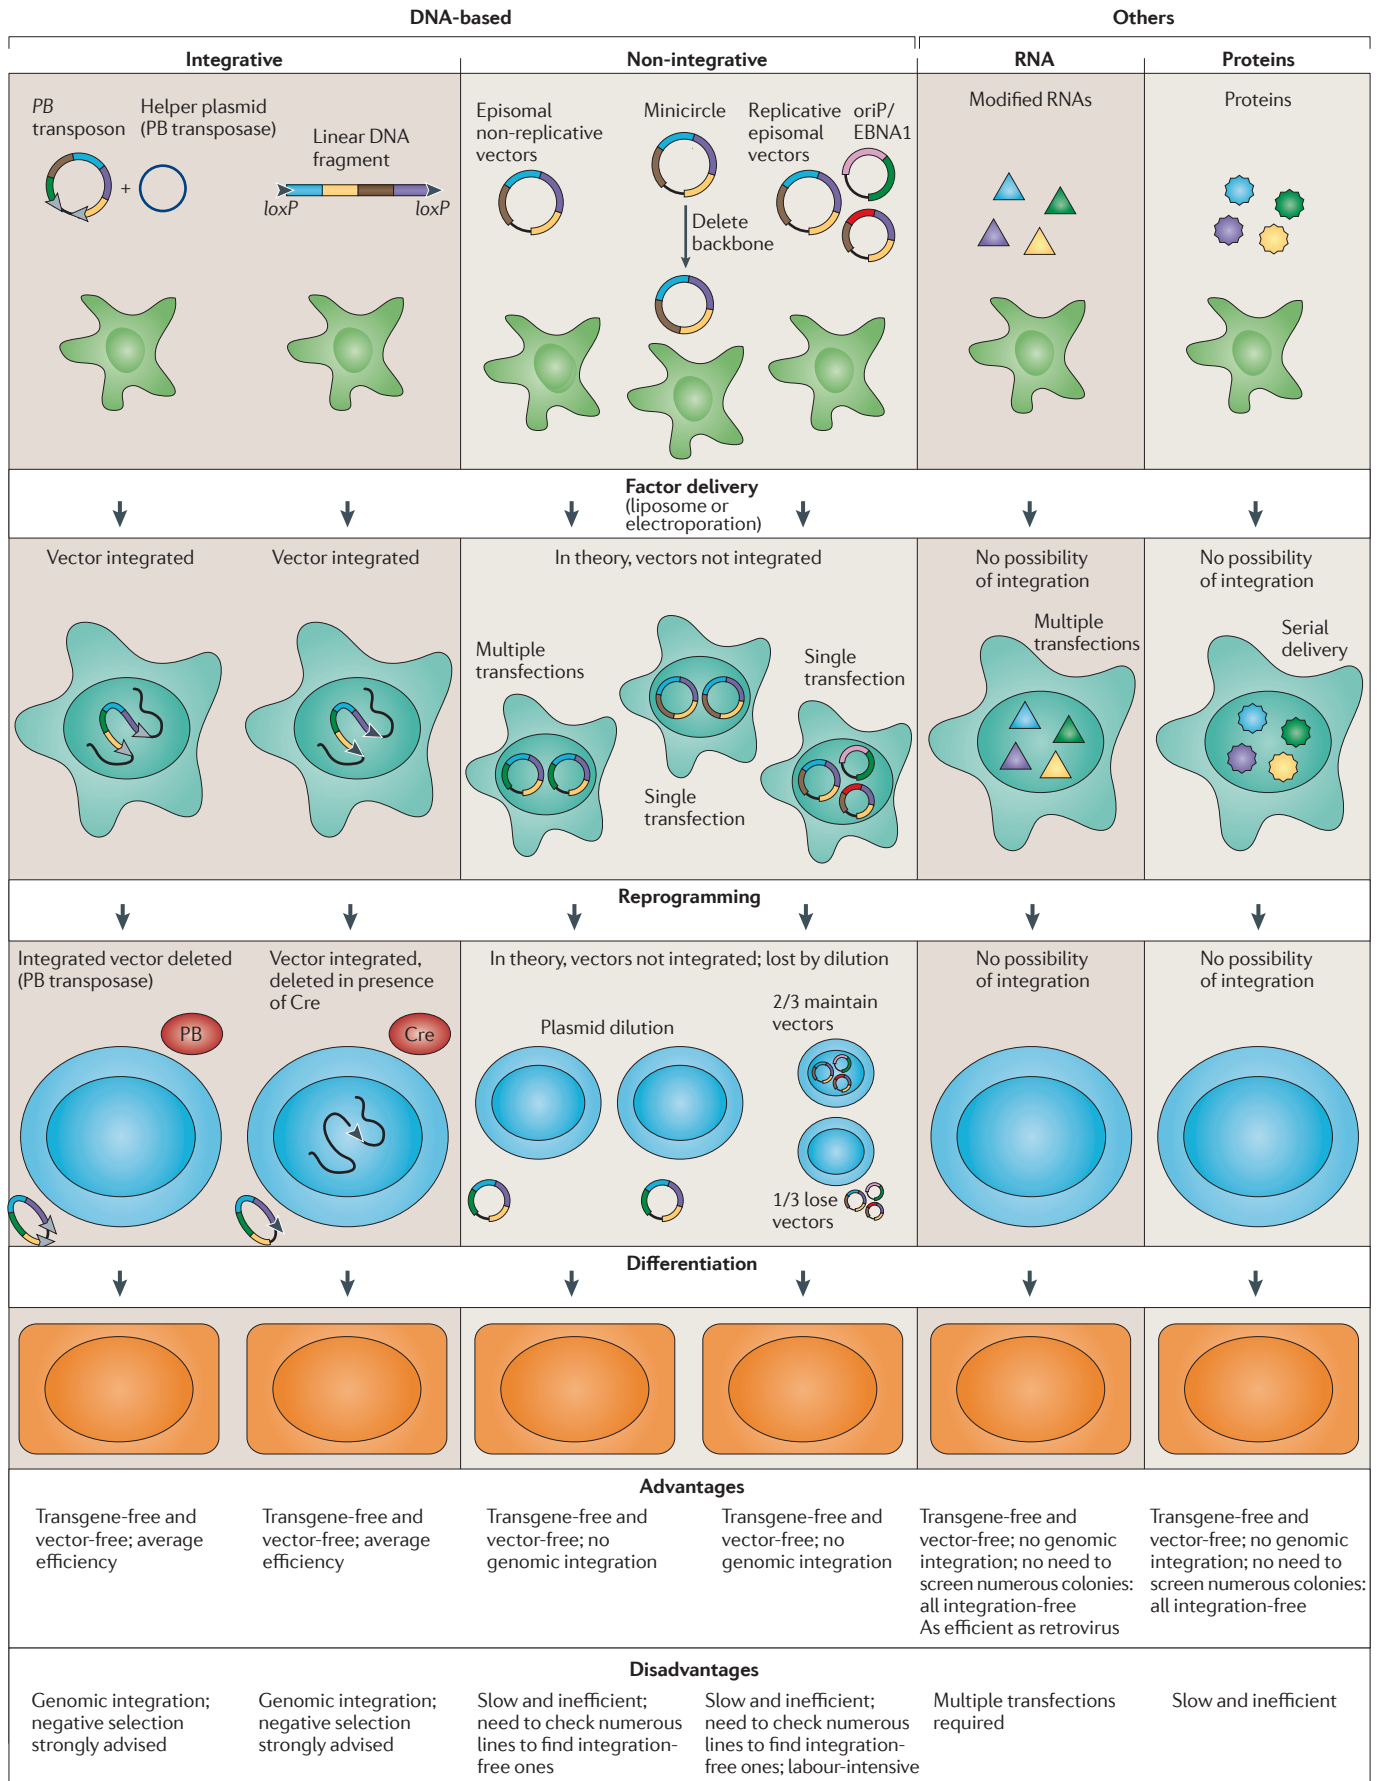 DNA-based
Others
Integrative
Non-integrative
RNA
Proteins
PB
transposon
Helper plasmid
(PB transposase)
Linear DNA
fragment
+
loxP
loxP
Episomal
non-replicative
vectors
Minicircle
Delete
backbone
Replicative
episomal
vectors
oriP/
EBNA1
Modified RNAs
Proteins
Factor delivery
(liposome or
electroporation)
Vector integrated
Vector integrated
In theory, vectors not integrated
No possibility
of integration
No possibility
of integration
Multiple
transfections
Single
transfection
Single
transfection
Multiple
transfections
Serial
delivery
Reprogramming
Integrated vector deleted
(PB transposase)
PB
Vector integrated,
deleted in presence
of Cre
Cre
In theory, vectors not integrated; lost by dilution
Plasmid dilution
2/3 maintain
vectors
1/3 lose
vectors
No possibility
of integration
No possibility
of integration
Differentiation
Advantages
Transgene-free and
vector-free; average
efficiency
Transgene-free and
vector-free; average
efficiency
Transgene-free and
vector-free; no
genomic integration
Transgene-free and
vector-free; no
genomic integration
Transgene-free and
vector-free; no genomic
integration; no need to
screen numerous colonies:
all integration-free
As efficient as retrovirus
Transgene-free and
vector-free; no genomic
integration; no need to
screen numerous colonies:
all integration-free
Disadvantages
Genomic integration;
negative selection
strongly advised
Genomic integration;
negative selection
strongly advised
Slow and inefficient;
need to check numerous
lines to find integration-
free ones
Slow and inefficient;
need to check numerous
lines to find integration-
free ones; labour-intensive
Multiple transfections
required
Slow and inefficient